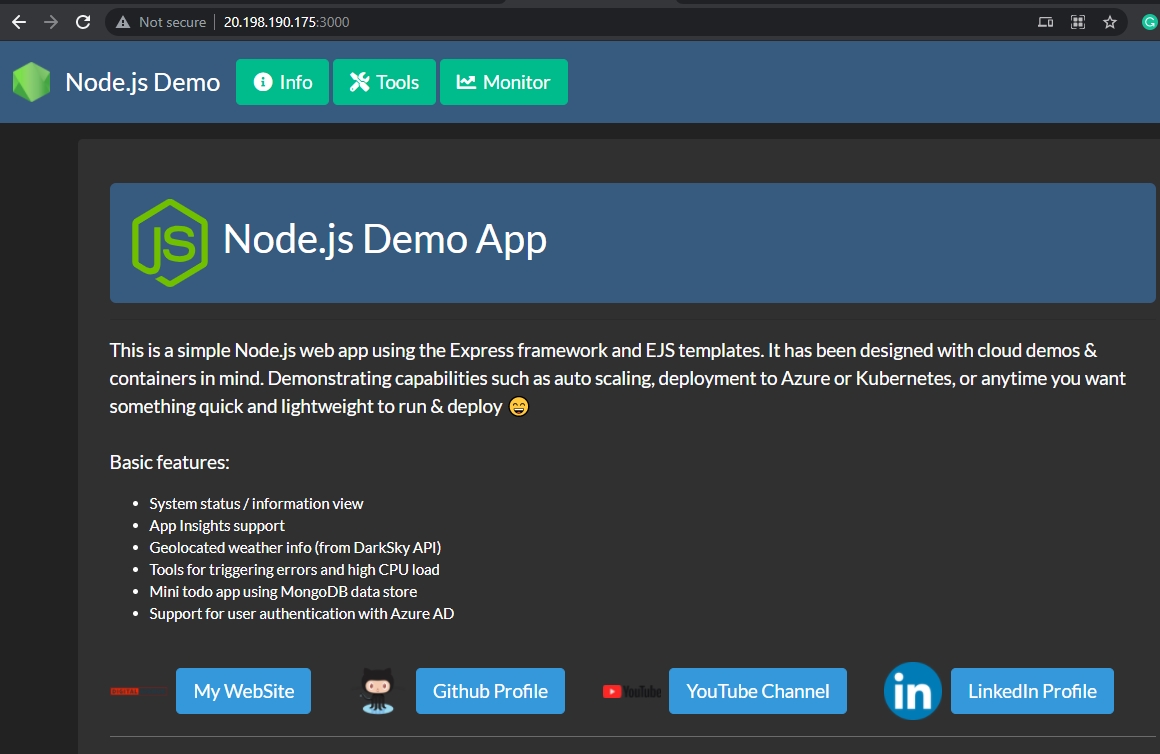 Not secure 20.198.190.175:3000
G
Node.js Demo Info Tools Monitor
JS Node.js Demo App
This is a simple Node.js web app using the Express framework and EJS templates. It has been designed with cloud demos &
containers in mind. Demonstrating capabilities such as auto scaling, deployment to Azure or Kubernetes, or anytime you want
something quick and lightweight to run & deploy 😄
Basic features:
• System status / information view
• App Insights support
• Geolocated weather info (from DarkSky API)
• Tools for triggering errors and high CPU load
• Mini todo app using MongoDB data store
• Support for user authentication with Azure AD
DIGITAL My WebSite Github Profile YouTube YouTube Channel in LinkedIn Profile